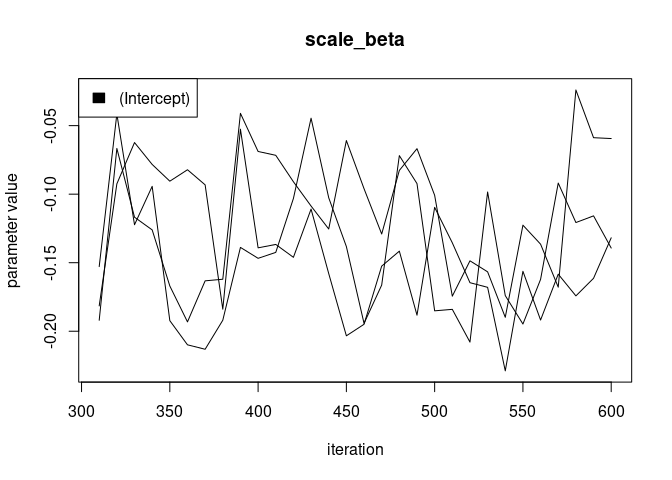 scale_beta
(Intercept)
parameter value
-0.05
-0.10
-0.15
-0.20
300 350 400 450 500 550 600
iteration